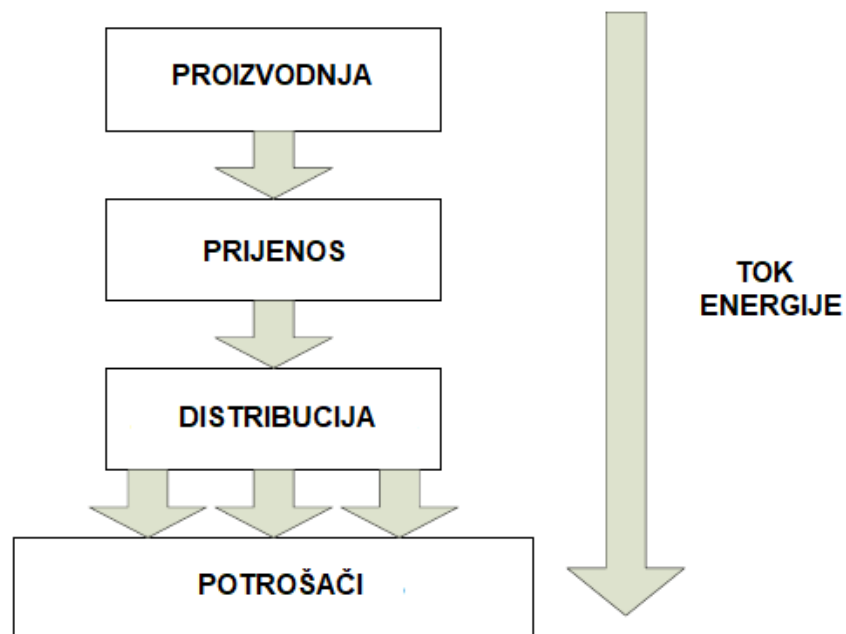 PROIZVODNJA
PRIJENOS
TOK
ENERGIJE
DISTRIBUCIJA
POTROŠAČI